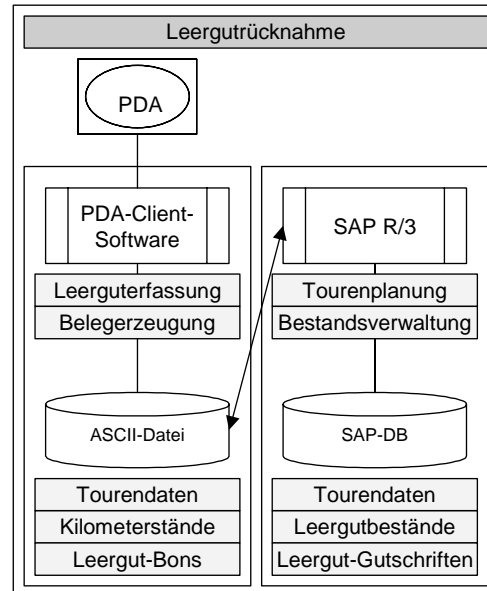 Leergutrücknahme
PDA
PDA-Client-
Software
Leerguterfassung
Belegerzeugung
ASCII-Datei
Tourendaten
Kilometerstände
Leergut-Bons
SAP R/3
Tourenplanung
Bestandsverwaltung
SAP-DB
Tourendaten
Leergutbestände
Leergut-Gutschriften